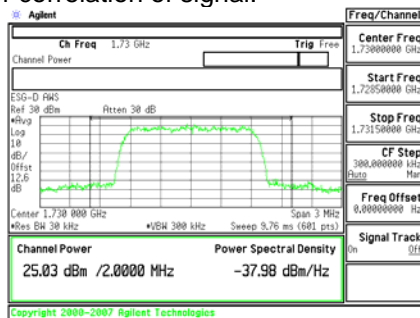 r correlation of signal.
Agilent
Freq/Channel
Ch Freq 1.73 GHz Trig Free
Channel Power
Center Freq
1.73000000 GHz
Start Freq
1.72850000 GHz
Stop Freq
1.73150000 GHz
CF Step
300.000000 kHz
Auto Man
Freq Offset
0.00000000 Hz
Signal Track
On Off
ESG-D AWS
Ref 30 dBm Atten 30 dB
#Avg
Log
10
dB/
Offst
12.6
dB
Center 1.730 000 GHz Span 3 MHz
#Res BW 30 kHz #VBW 300 kHz Sweep 9.76 ms (601 pts)
Channel Power Power Spectral Density
25.03 dBm /2.0000 MHz -37.98 dBm/Hz
Copyright 2000-2007 Agilent Technologies